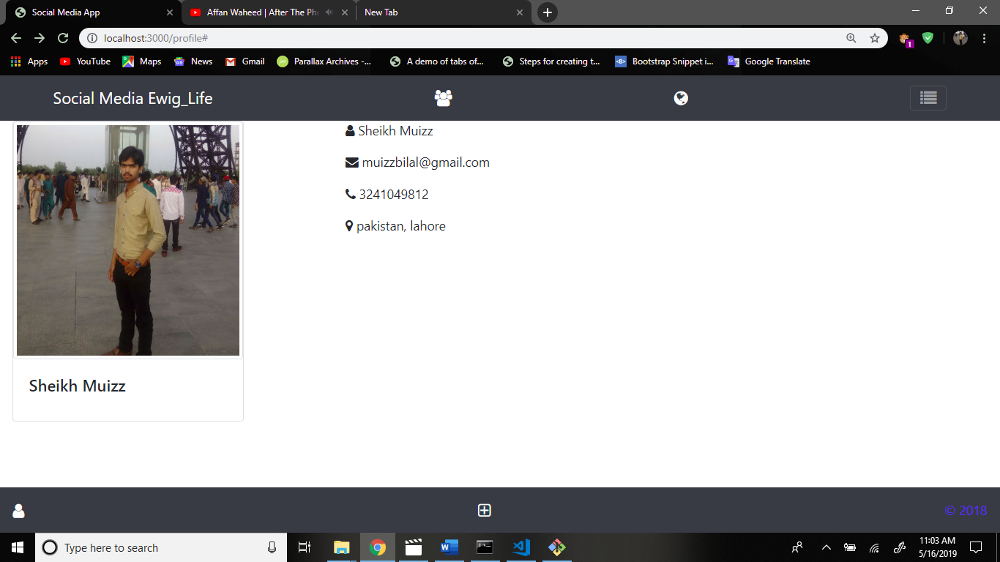 Social Media App
Affan Waheed | After The Ph
New Tab
localhost:3000/profile#
1
Apps
YouTube
Maps
News
Gmail
Parallax Archives -...
A demo of tabs of...
Steps for creating t...
Bootstrap Snippet i...
Google Translate
Social Media Ewig_Life
Sheikh Muizz
muizzbilal@gmail.com
3241049812
pakistan, lahore
Sheikh Muizz
© 2018
Type here to search
11:03 AM
5/16/2019